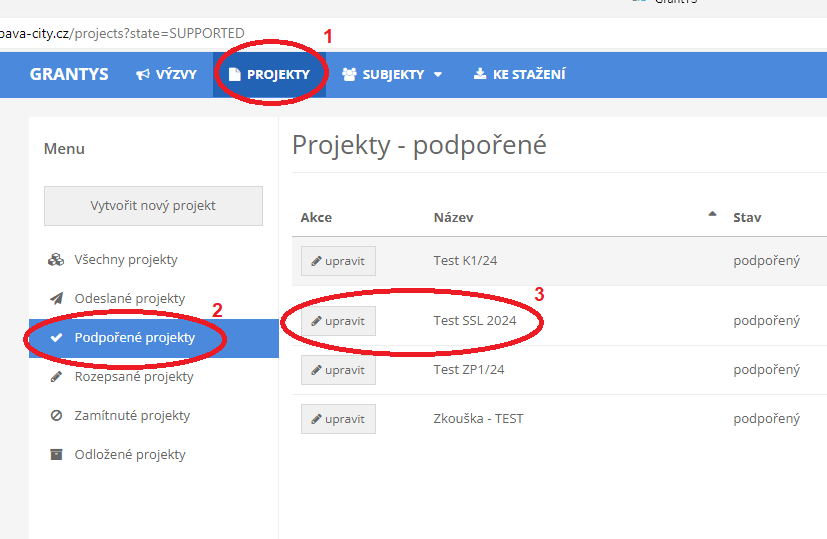 pava-city.cz/projects?state=SUPPORTED
1
GRANTYS VÝZVY PROJEKTY SUBJEKTY KE STAŽENÍ
Menu
Vytvořit nový projekt
Všechny projekty
Odeslané projekty
2
Podpořené projekty
Rozepsané projekty
Zamítnuté projekty
Odložené projekty
Projekty - podpořené
Akce Název Stav
upravit Test K1/24 podpořený
3
upravit Test SSL 2024 podpořený
upravit Test ZP1/24 podpořený
upravit Zkouška - TEST podpořený